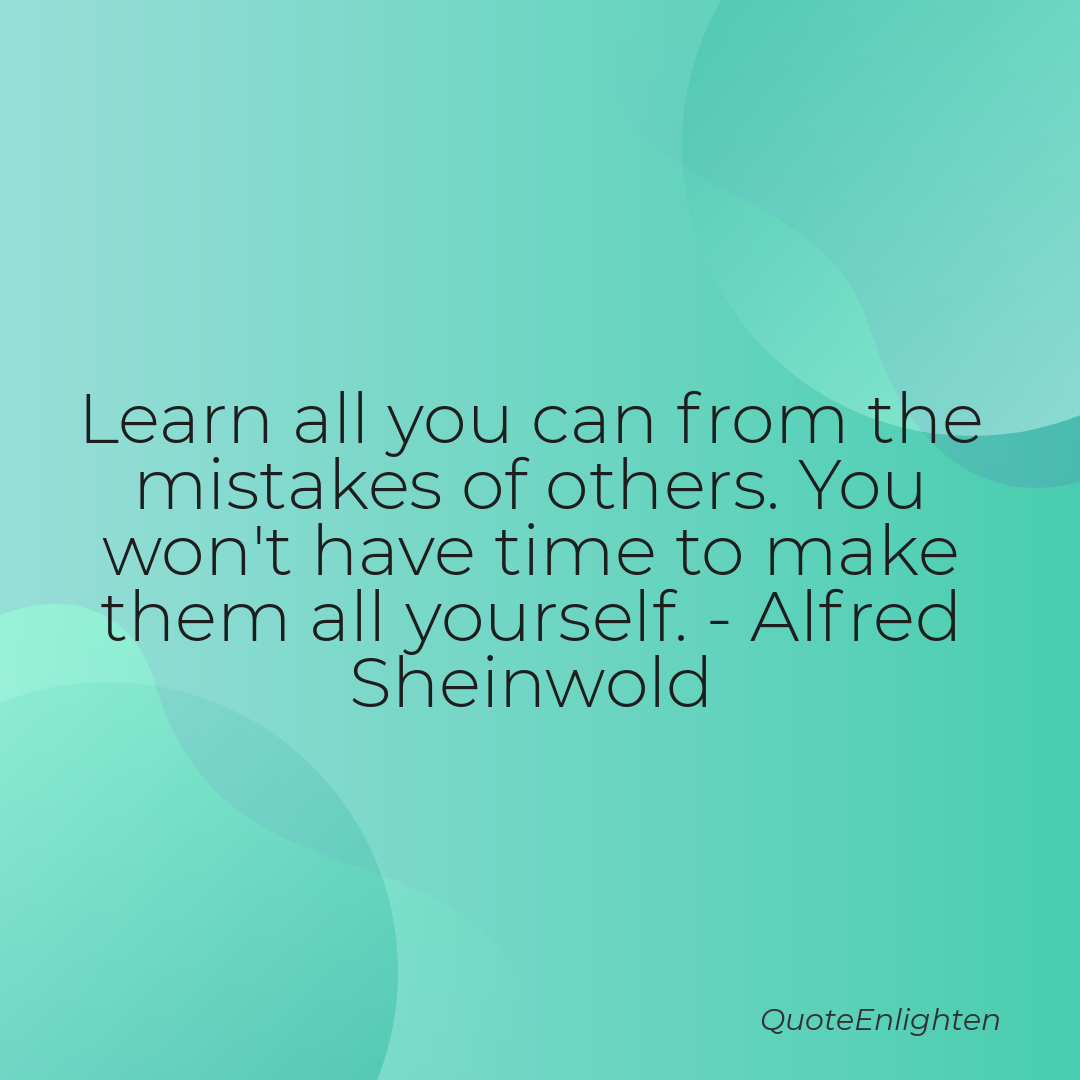 Learn all you can from the
mistakes of others. You
won't have time to make
them all yourself. - Alfred
Sheinwold
QuoteEnlighten